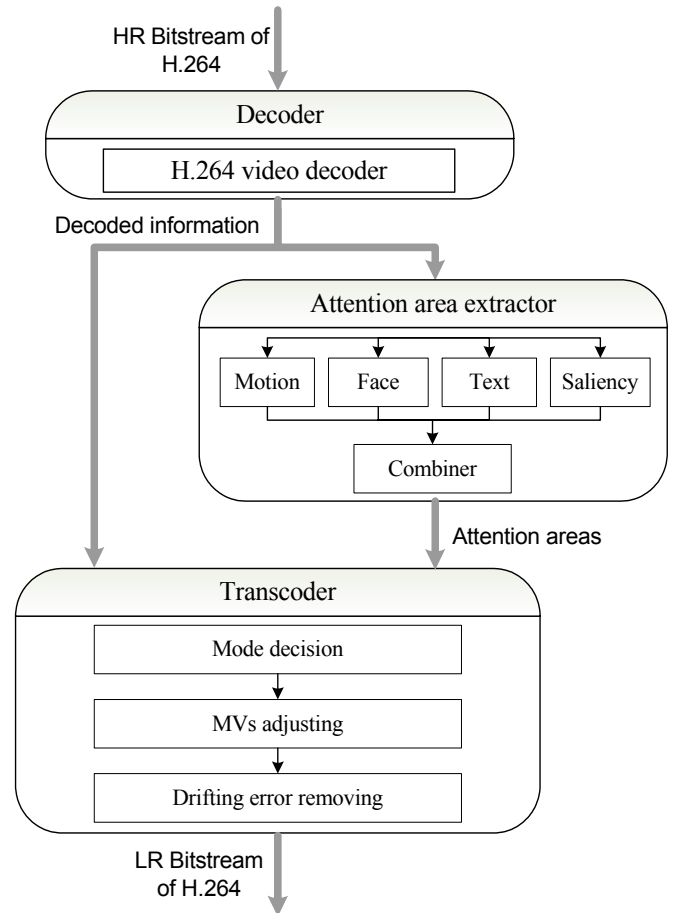 HR Bitstream of
H.264
Decoder
H.264 video decoder
Decoded information
Attention area extractor
Motion
Face
Text
Saliency
Combiner
Attention areas
Transcoder
Mode decision
MVs adjusting
Drifting error removing
LR Bitstream
of H.264